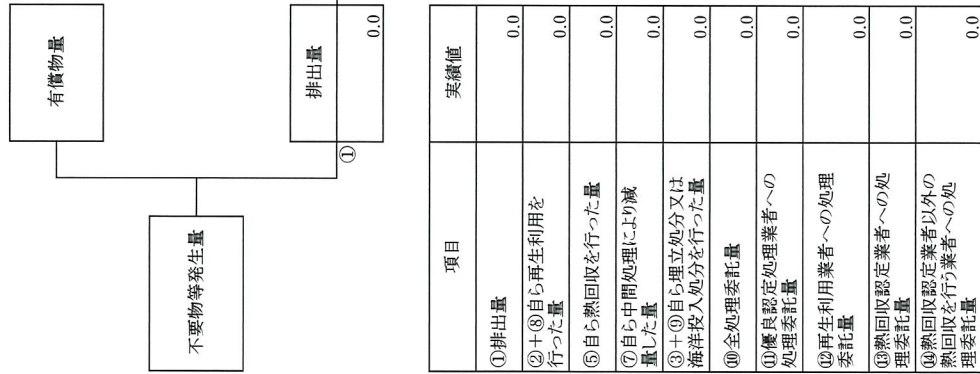 有償物量
不要物等発生量
排出量
①
0.0
項目
実績値
①排出量
0.0
②+⑧自ら再生利用を
行った量
0.0
⑤自ら熱回収を行った量
0.0
⑦自ら中間処理により減
量した量
0.0
③+⑨自ら埋立処分又は
海洋投入処分を行った量
0.0
⑩全処理委託量
0.0
⑪優良認定処理業者への
処理委託量
0.0
⑫再生利用業者への処理
委託量
0.0
⑬熱回収認定業者への処
理委託量
0.0
⑭熱回収認定業者以外の
熱回収を行う業者への処
理委託量
0.0